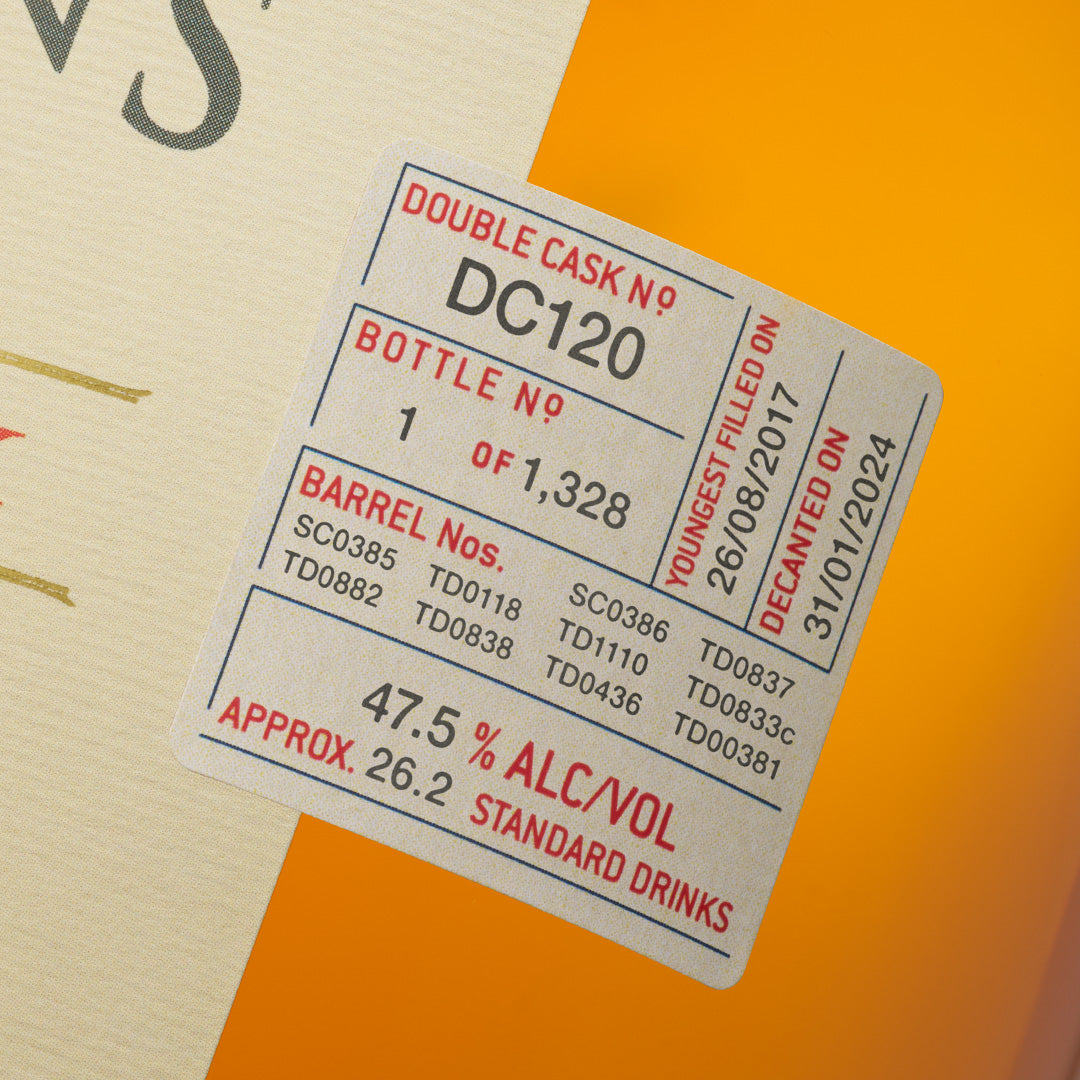 S
DOUBLE CASK Nº
DC120
BOTTLE Nº
1 OF 1,328
YOUNGEST FILLED ON
26/08/2017
DECANTED ON
31/01/2024
BARREL Nos. SC0386 TD0837
SC0385 TD0118 TD1110 TD0833c
TD0882 TD0838 TD0436 TD00381
47.5 % ALC/VOL
APPROX. 26.2 STANDARD DRINKS